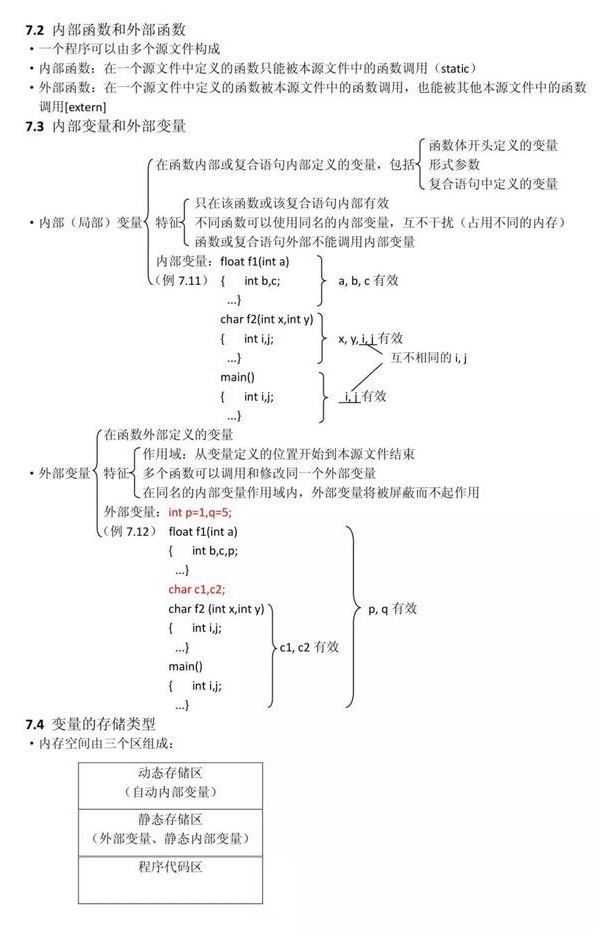 7.2 内部函数和外部函数
·一个程序可以由多个源文件构成
·内部函数：在一个源文件中定义的函数只能被本源文件中的函数调用（static）
·外部函数：在一个源文件中定义的函数被本源文件中的函数调用，也能被其他本源文件中的函数
调用[extern]
7.3 内部变量和外部变量
·内部（局部）变量
在函数内部或复合语句内部定义的变量，包括
函数体开头定义的变量
形式参数
复合语句中定义的变量
特征
只在该函数或该复合语句内部有效
不同函数可以使用同名的内部变量，互不干扰（占用不同的内存）
函数或复合语句外部不能调用内部变量
内部变量：float f1(int a)
（例 7.11） { int b,c;
...}
a, b, c 有效
char f2(int x,int y)
{ int i,j;
...}
x, y, i, j 有效
互不相同的 i, j
main()
{ int i,j;
...}
i, j 有效
·外部变量
在函数外部定义的变量
特征
作用域：从变量定义的位置开始到本源文件结束
多个函数可以调用和修改同一个外部变量
在同名的内部变量作用域内，外部变量将被屏蔽而不起作用
外部变量：int p=1,q=5;
（例 7.12） float f1(int a)
{ int b,c,p;
...}
char c1,c2;
char f2 (int x,int y)
{ int i,j;
...}
main()
{ int i,j;
...}
c1, c2 有效
p, q 有效
7.4 变量的存储类型
·内存空间由三个区组成：
动态存储区
（自动内部变量）
静态存储区
（外部变量、静态内部变量）
程序代码区